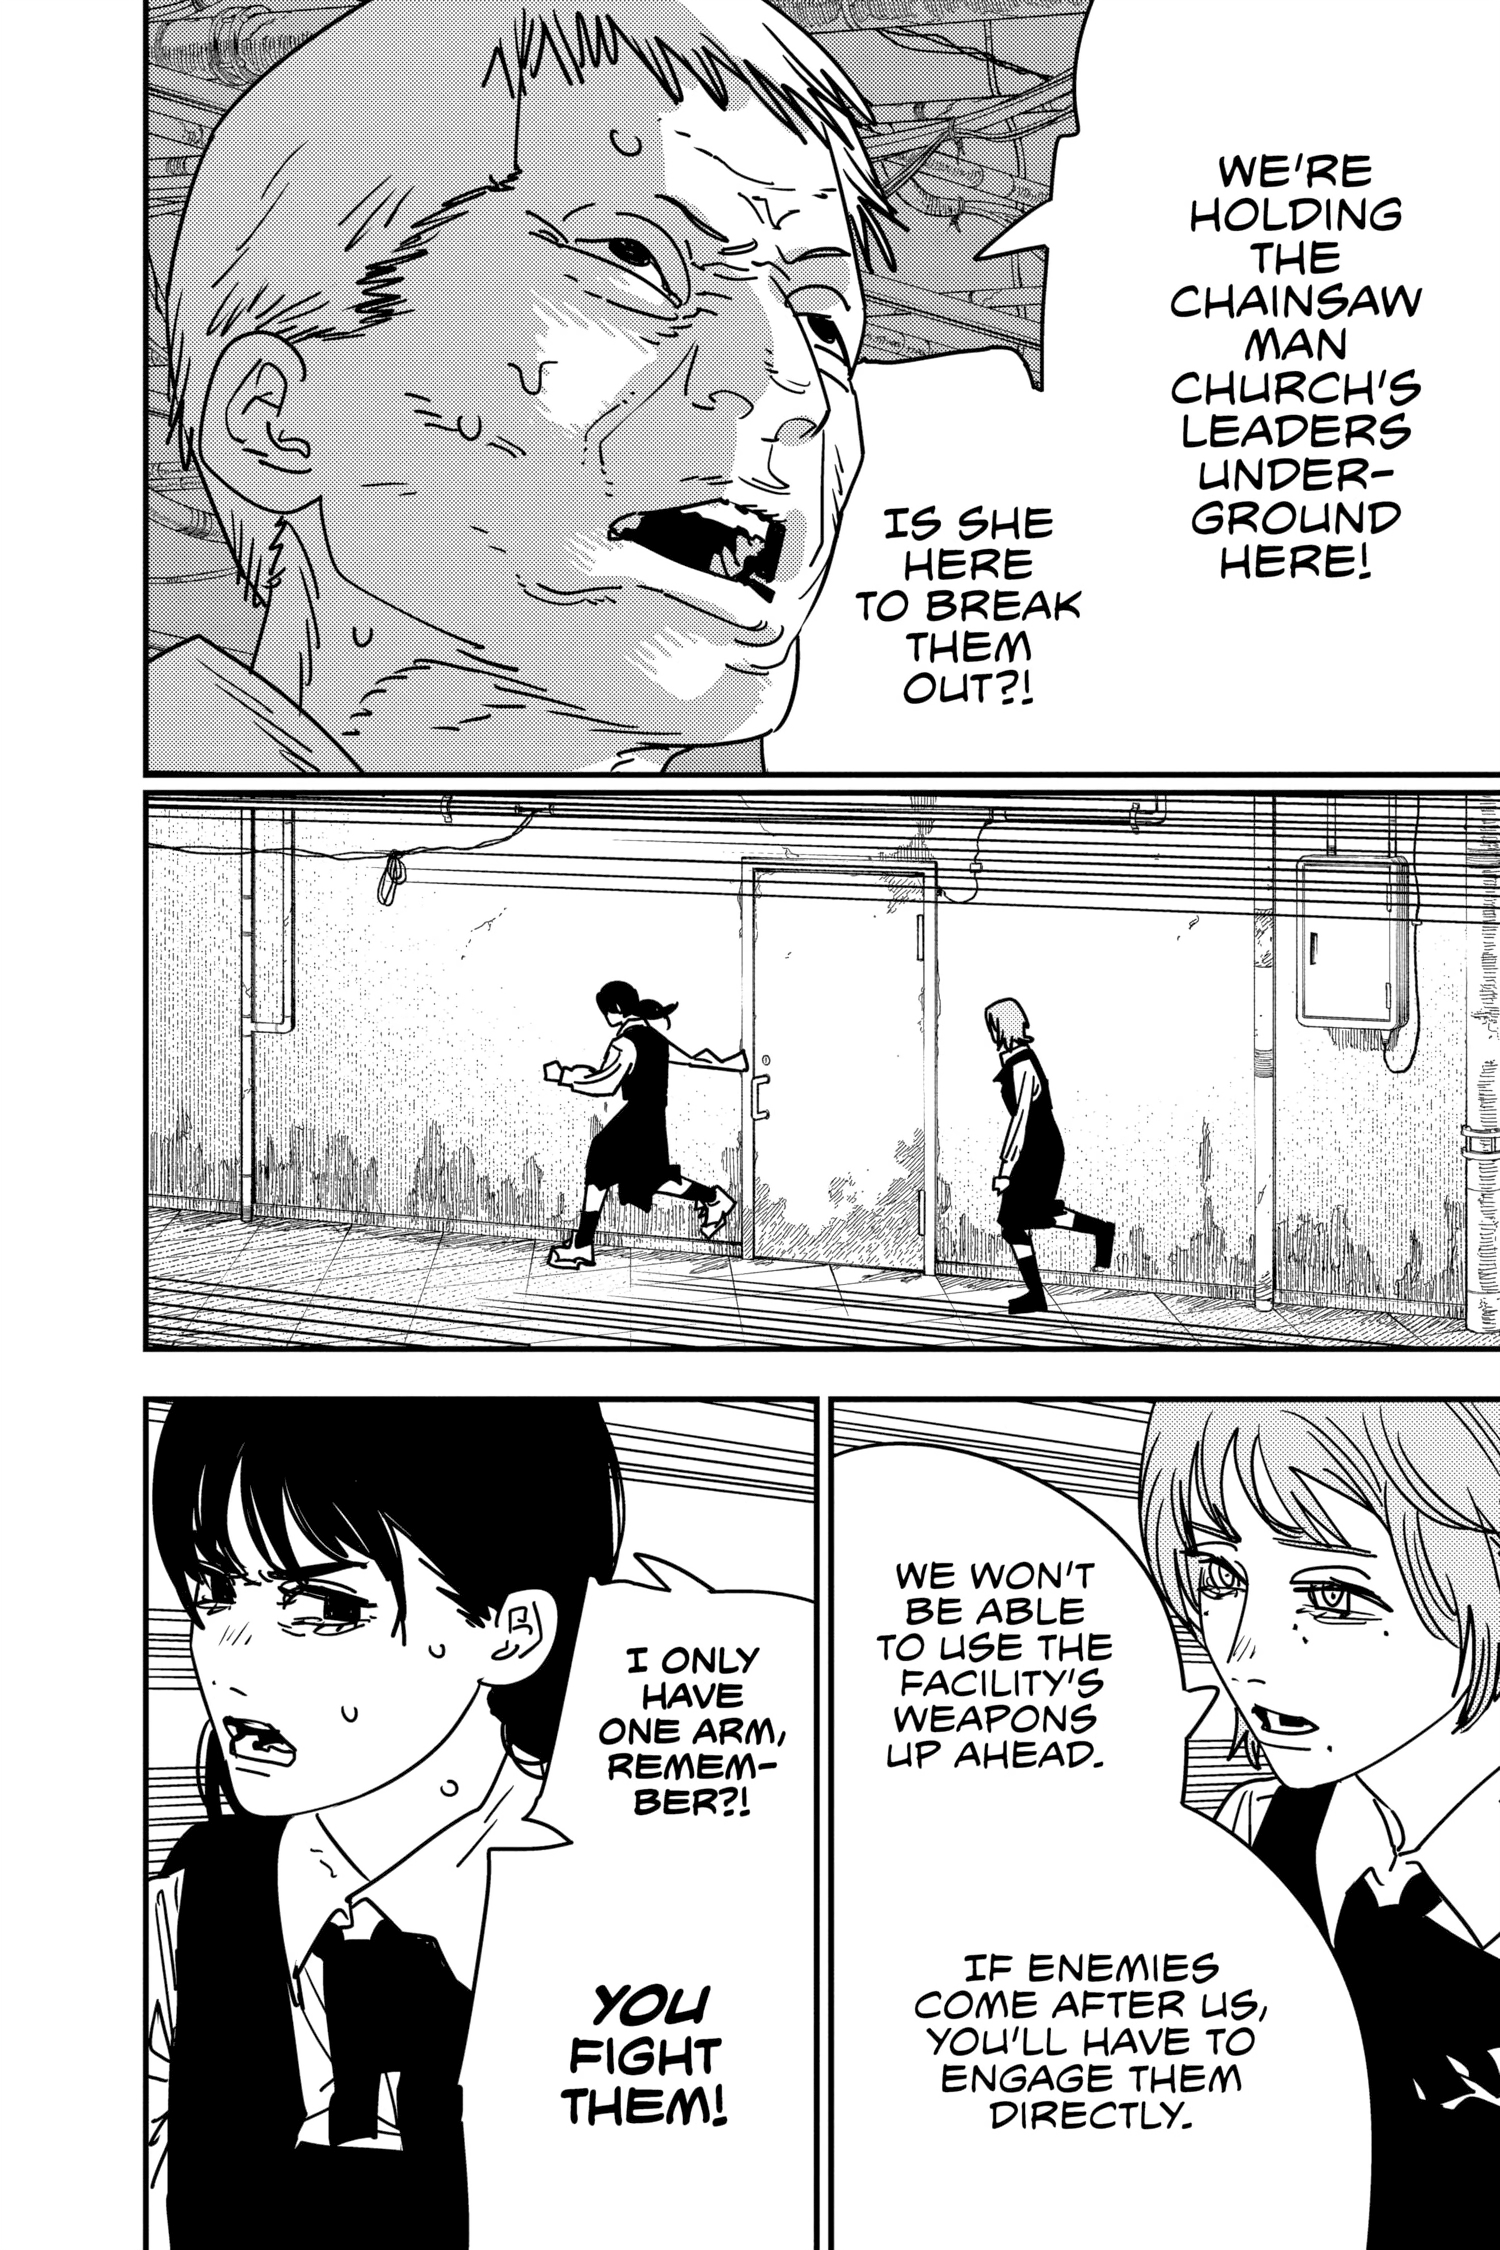 WE'RE
HOLDING
THE
CHAINSAW
MAN
CHURCH'S
LEADERS
UNDER-
GROUND
HERE!
IS SHE
HERE
TO BREAK
THEM
OUT?!
WE WON'T
BE ABLE
TO USE THE
FACILITY'S
WEAPONS
UP AHEAD.
IF ENEMIES
COME AFTER US,
YOU'LL HAVE TO
ENGAGE THEM
DIRECTLY.
I ONLY
HAVE
ONE ARM,
REMEM-
BER?!
YOU
FIGHT
THEM!